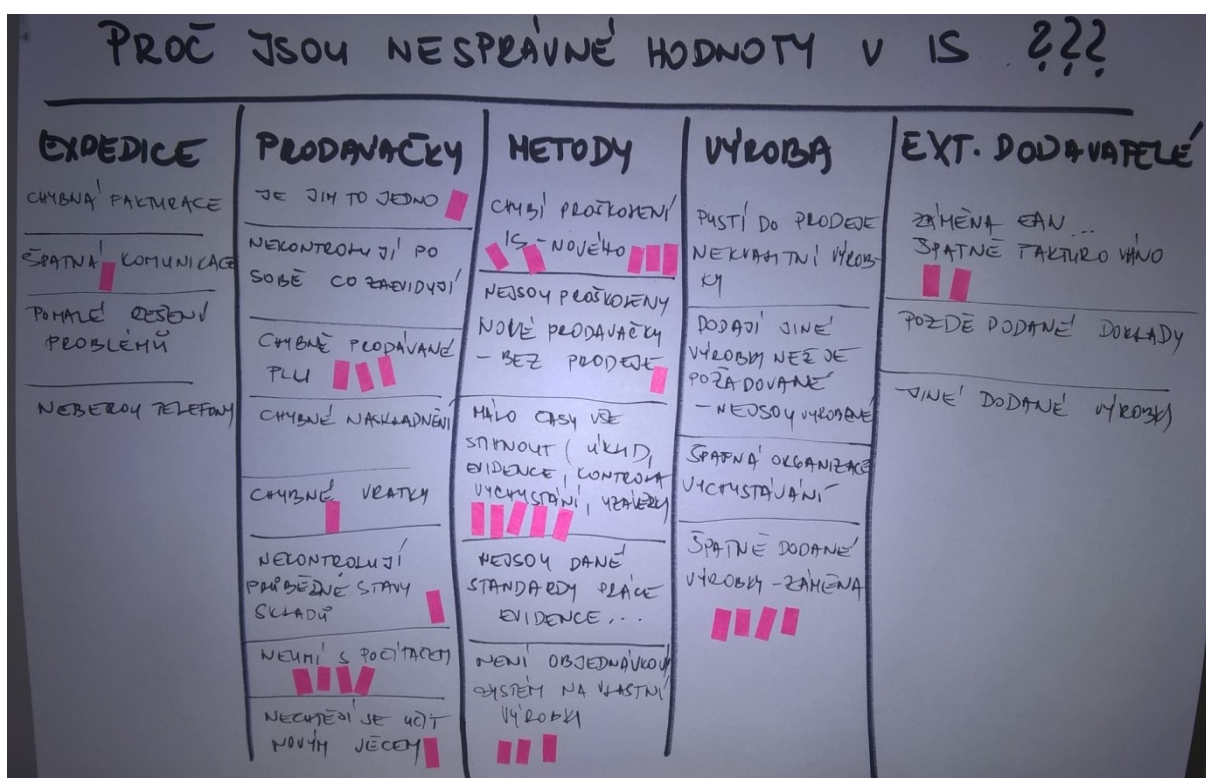 PROČ JSOU NESPRÁVNÉ HODNOTY V IS ???
EXPEDICE
CHYBNÁ FAKTURACE
ŠPATNÁ KOMUNIKACE
POMALÉ ŘEŠENÍ
PROBLÉMŮ
NEBEROU TELEFONY
PRODAVAČKY
JE JIM TO JEDNO
NEKONTROLUJÍ PO
SOBĚ CO ZAEVIDUJÍ
CHYBNĚ PRODÁVANÉ
PLU
CHYBNÉ NASKLADNĚNÍ
CHYBNÉ VRATKY
NEKONTROLUJÍ
PRŮBĚŽNÉ STAVY
SKLADŮ
NEUMÍ S POČÍTAČEM
NECHTĚJÍ SE UČIT
NOVÝM VĚCEM
METODY
CHYBÍ PROŠKOLENÍ
IS - NOVÉHO
NEJSOU PROŠKOLENY
NOVÉ PRODAVAČKY
- BEZ PRODEJE
MÁLO ČASU VŠE
STIHNOUT ( ÚKLID,
EVIDENCE, KONTROLA
VYCHYSTÁNÍ, UZÁVĚRKY
NEJSOU DANÉ
STANDARDY PRÁCE
EVIDENCE...
NENÍ OBJEDNÁVKOVÝ
SYSTÉM NA VLASTNÍ
VÝROBKY
VÝROBA
PUSTÍ DO PRODEJE
NEKVALITNÍ VÝROB-
KY
DODAJÍ JINÉ
VÝROBKY NEŽ JE
POŽADOVANÉ
- NEJSOU VYROBENÉ
ŠPATNÁ ORGANIZACE
VYCHYSTÁVÁNÍ
ŠPATNĚ DODANÉ
VÝROBKY - ZÁMĚNA
EXT. DODAVATELÉ
ZÁMĚNA EAN...
ŠPATNĚ FAKTUROVÁNO
POZDĚ DODANÉ DOKLADY
JINÉ DODANÉ VÝROBKY